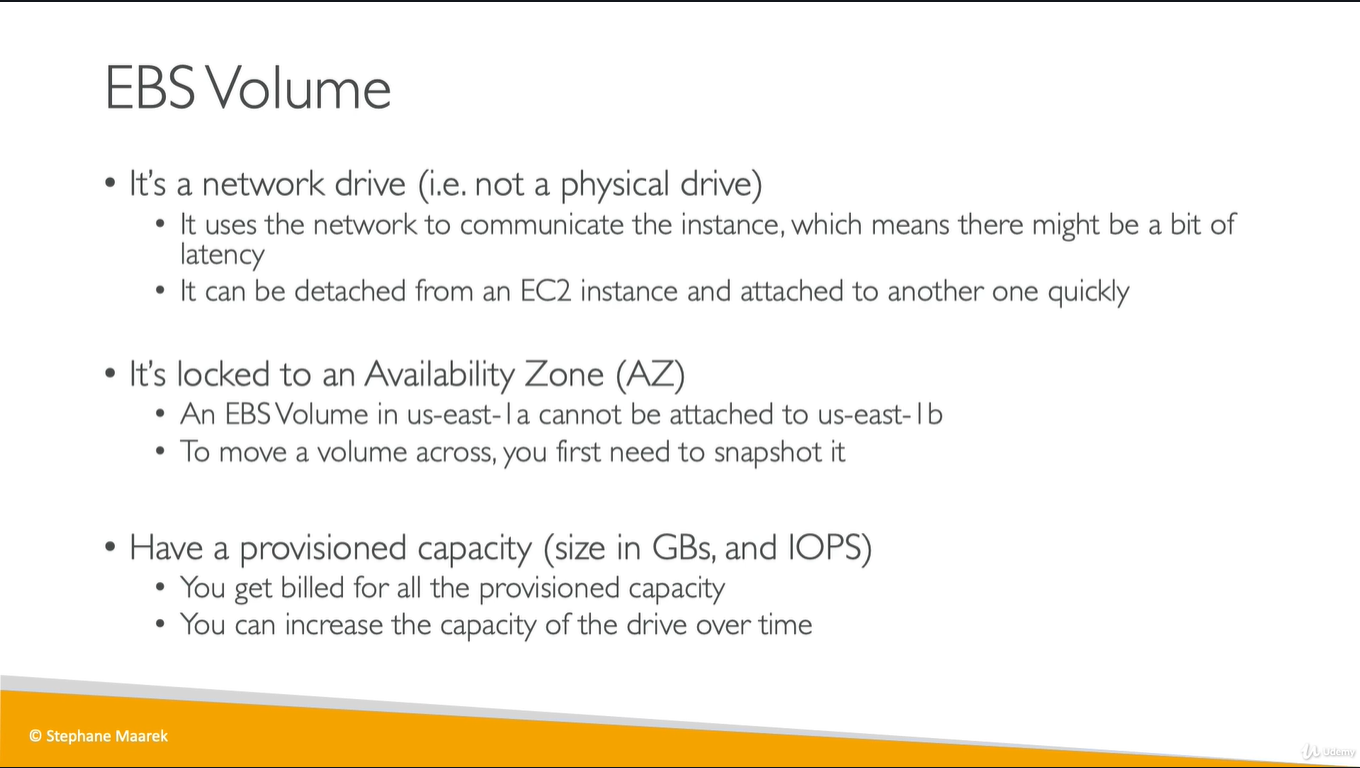 EBS Volume
• It's a network drive (i.e. not a physical drive)
• It uses the network to communicate the instance, which means there might be a bit of
latency
• It can be detached from an EC2 instance and attached to another one quickly
• It's locked to an Availability Zone (AZ)
• An EBS Volume in us-east-1a cannot be attached to us-east-1b
• To move a volume across, you first need to snapshot it
• Have a provisioned capacity (size in GBs, and IOPS)
• You get billed for all the provisioned capacity
• You can increase the capacity of the drive over time
© Stephane Maarek
Udemy